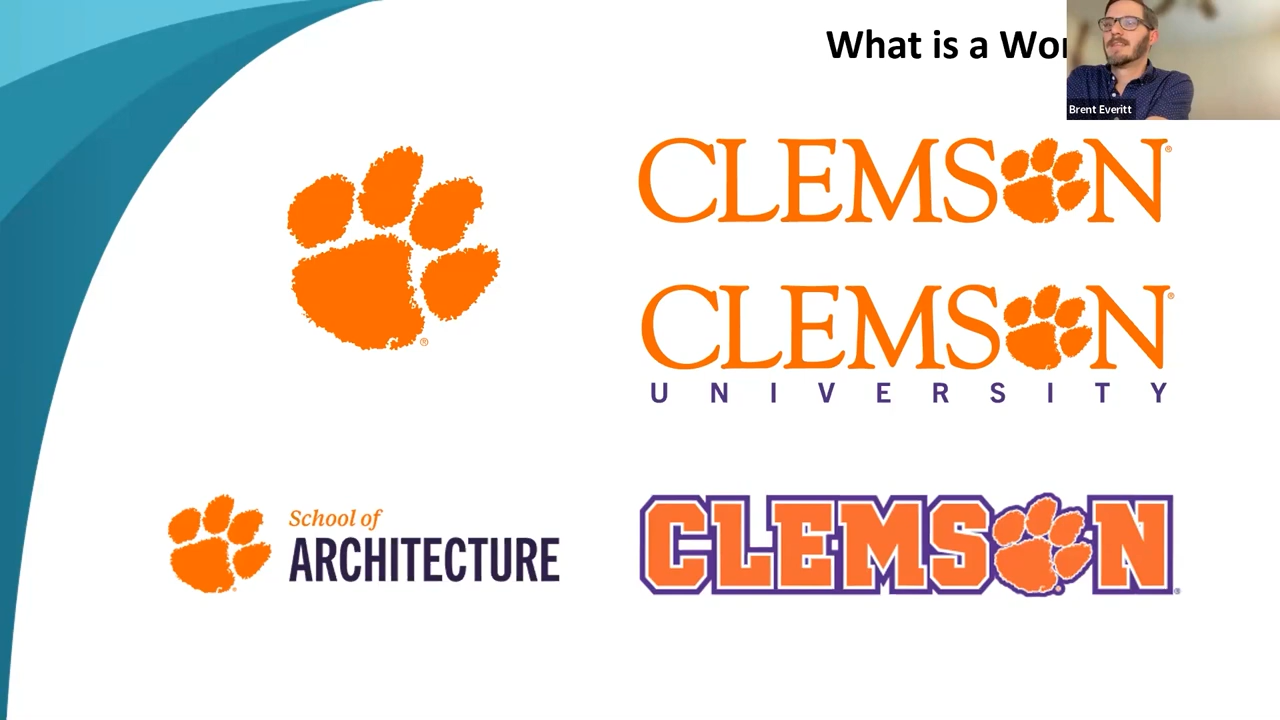 What is a Wor
Brent Everitt
CLEMSON®
CLEMSON®
UNIVERSITY
®
School of
ARCHITECTURE
CLEMSON®